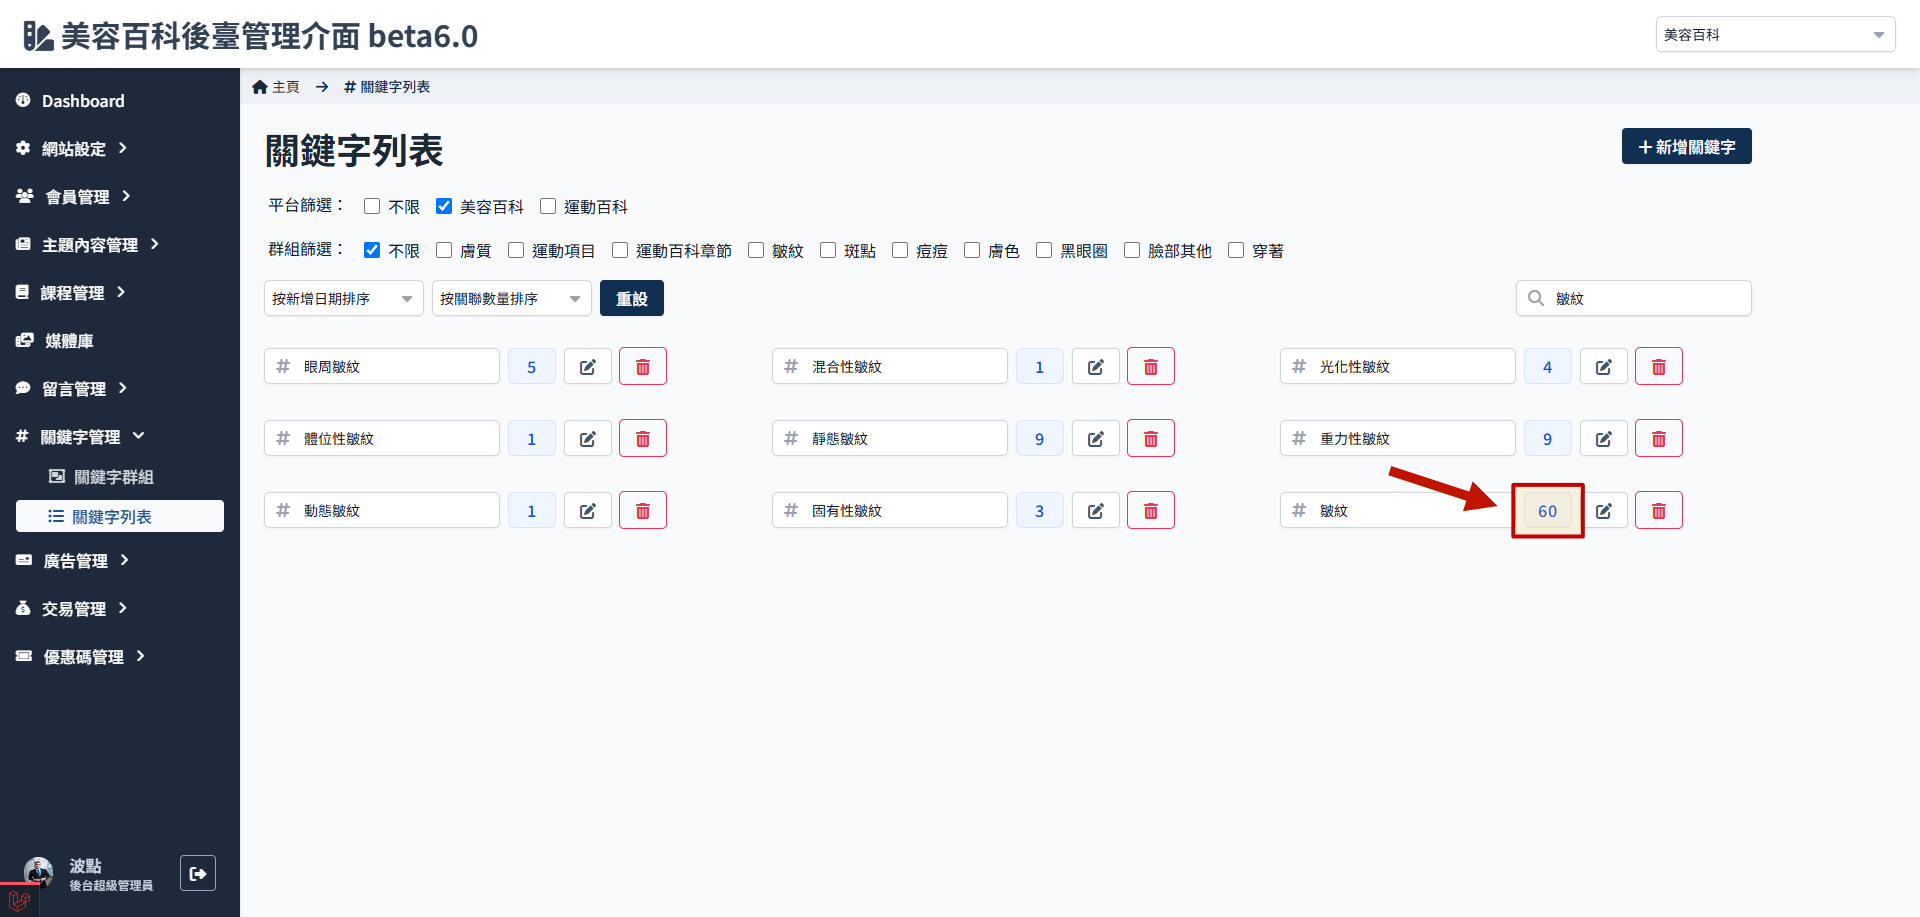 美容百科後臺管理介面 beta6.0
美容百科
Dashboard
網站設定
會員管理
主題內容管理
課程管理
媒體庫
留言管理
# 關鍵字管理
關鍵字群組
關鍵字列表
廣告管理
交易管理
優惠碼管理
波點
後台超級管理員
主頁 → # 關鍵字列表
關鍵字列表
+新增關鍵字
平台篩選： 不限 美容百科 運動百科
群組篩選： 不限 膚質 運動項目 運動百科章節 皺紋 斑點 痘痘 膚色 黑眼圈 臉部其他 穿著
按新增日期排序 按關聯數量排序 重設 皺紋
# 眼周皺紋 5 # 混合性皺紋 1 # 光化性皺紋 4
# 體位性皺紋 1 # 靜態皺紋 9 # 重力性皺紋 9
# 動態皺紋 1 # 固有性皺紋 3 # 皺紋 60